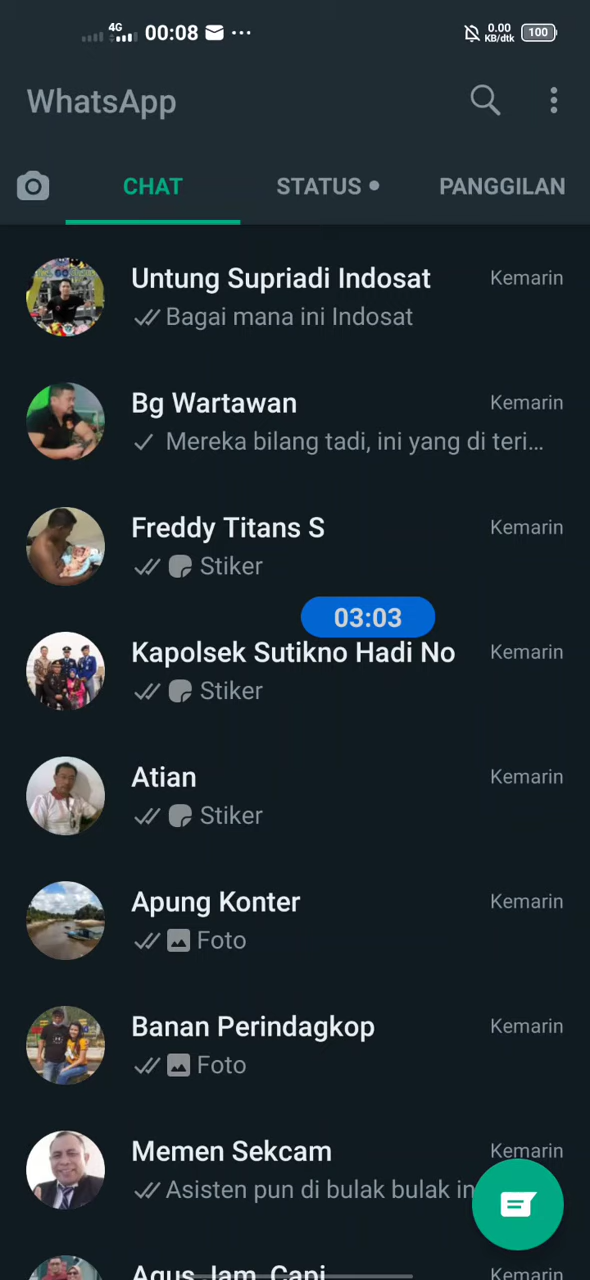 4G 00:08 ... 0.00 KB/dtk 100
WhatsApp
CHAT STATUS PANGGILAN
Untung Supriadi Indosat Kemarin
Bagai mana ini Indosat
Bg Wartawan Kemarin
Mereka bilang tadi, ini yang di teri...
Freddy Titans S Kemarin
Stiker
03:03
Kapolsek Sutikno Hadi No Kemarin
Stiker
Atian Kemarin
Stiker
Apung Konter Kemarin
Foto
Banan Perindagkop Kemarin
Foto
Memen Sekcam Kemarin
Asisten pun di bulak bulak in
Agus Jam Capi Kemarin